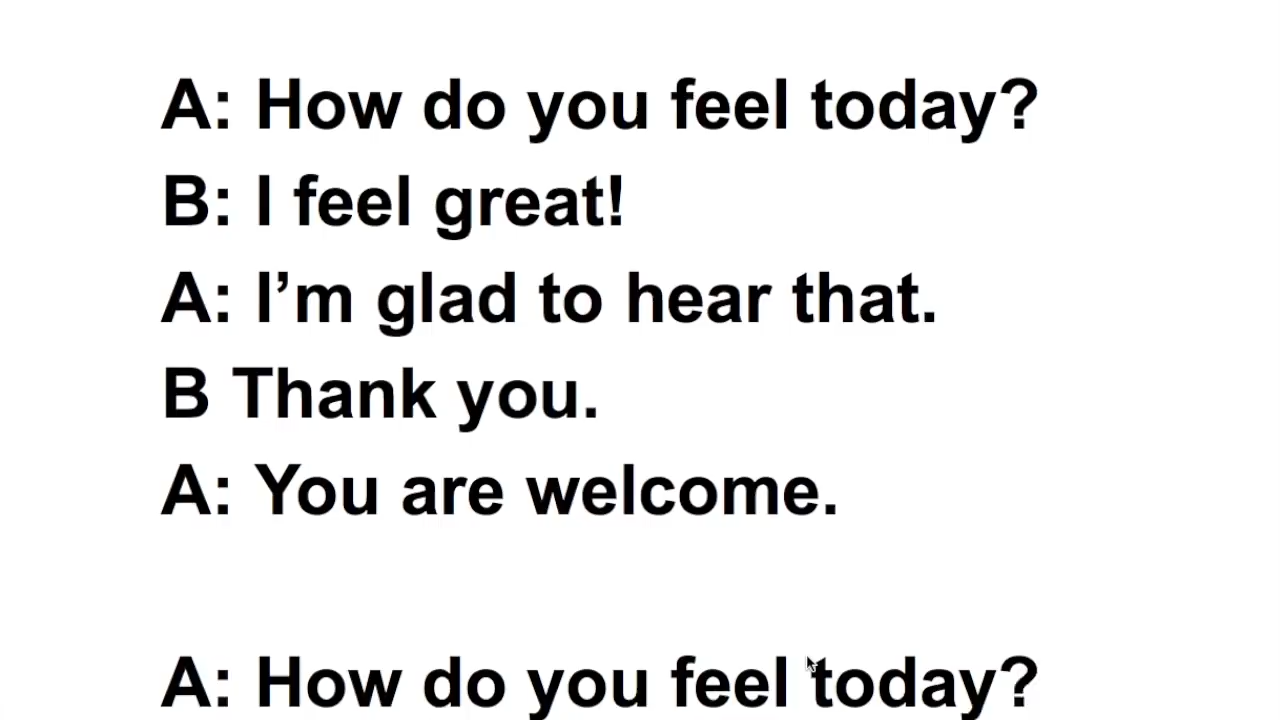 A: How do you feel today?
B: I feel great!
A: I’m glad to hear that.
B Thank you.
A: You are welcome.
A: How do you feel today?